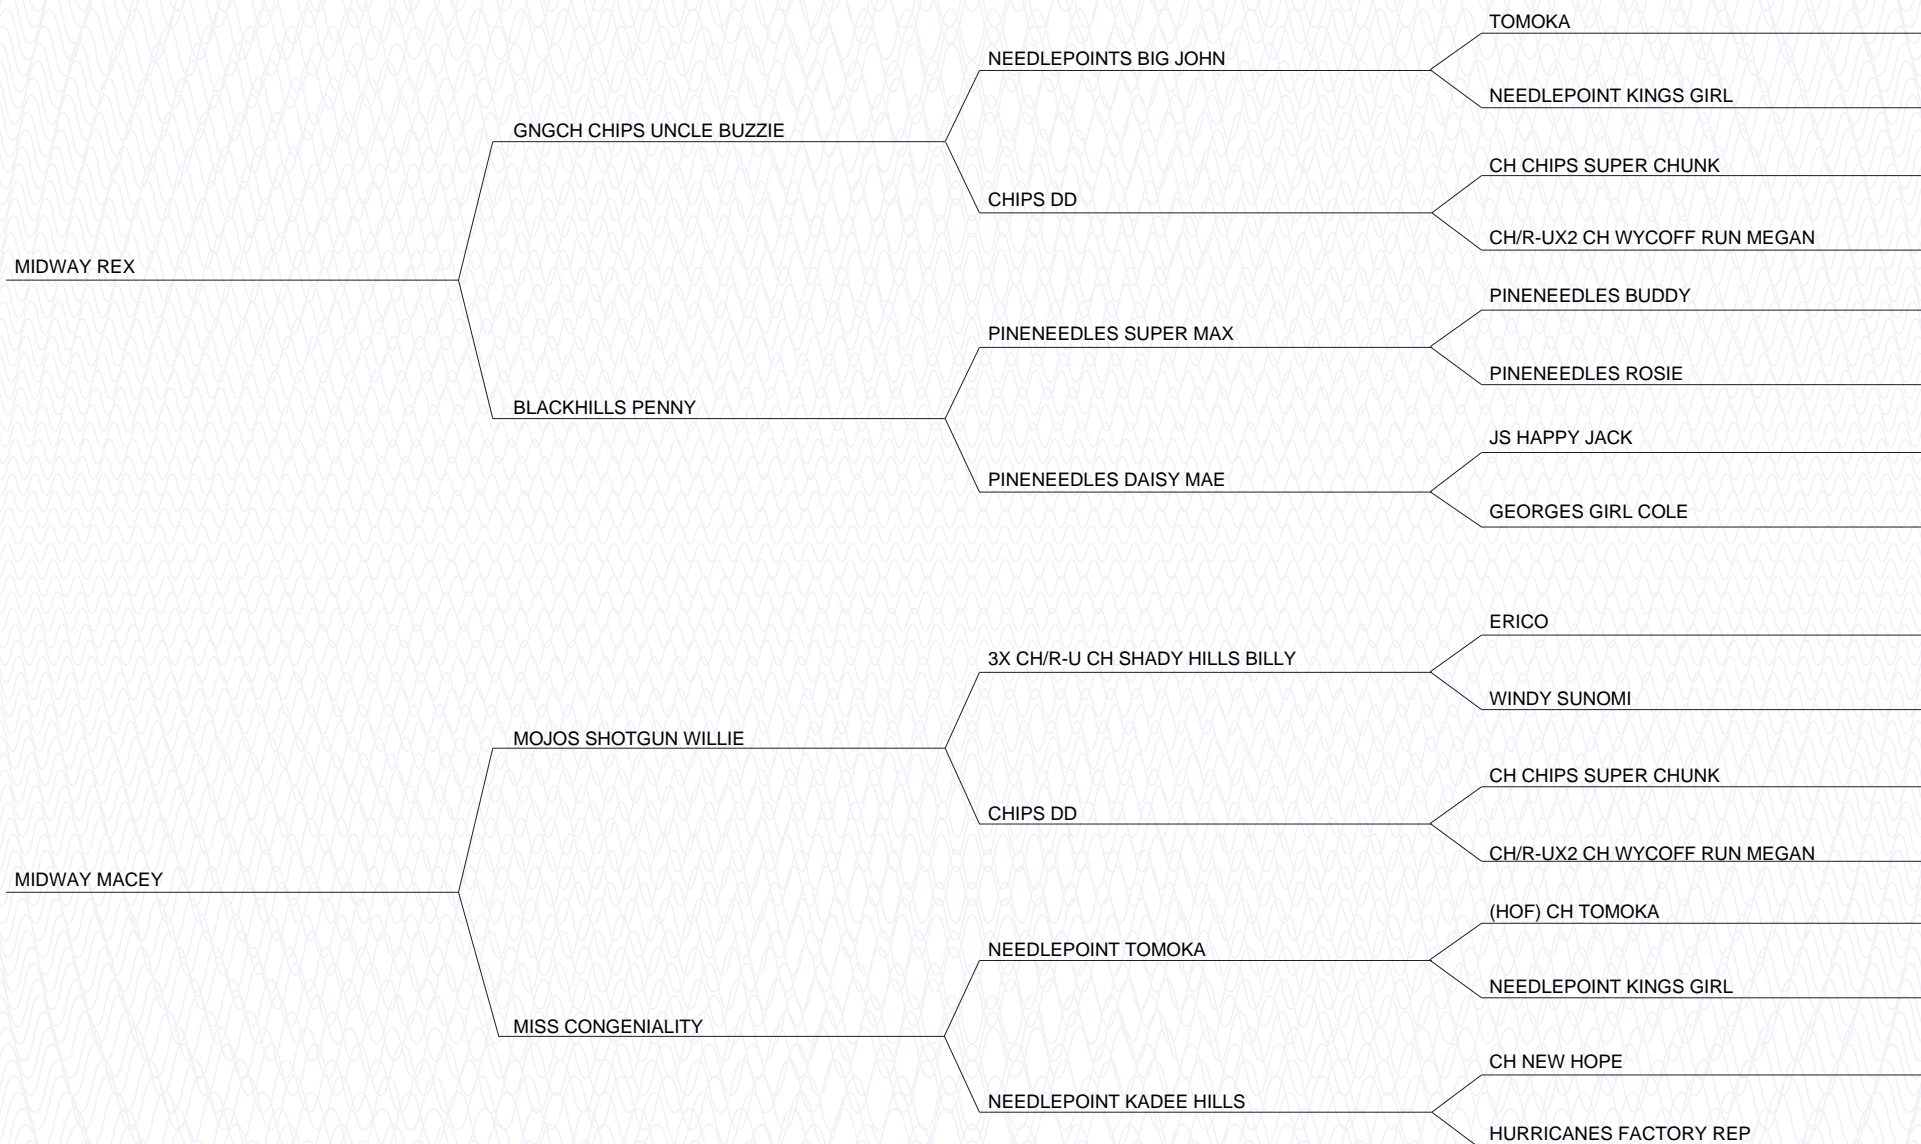 TOMOKA
NEEDLEPOINTS BIG JOHN
NEEDLEPOINT KINGS GIRL
GNGCH CHIPS UNCLE BUZZIE
CH CHIPS SUPER CHUNK
CHIPS DD
CH/R-UX2 CH WYCOFF RUN MEGAN
MIDWAY REX
PINENEEDLES BUDDY
PINENEEDLES SUPER MAX
PINENEEDLES ROSIE
BLACKHILLS PENNY
JS HAPPY JACK
PINENEEDLES DAISY MAE
GEORGES GIRL COLE
ERICO
3X CH/R-U CH SHADY HILLS BILLY
WINDY SUNOMI
MOJOS SHOTGUN WILLIE
CH CHIPS SUPER CHUNK
CHIPS DD
CH/R-UX2 CH WYCOFF RUN MEGAN
MIDWAY MACEY
(HOF) CH TOMOKA
NEEDLEPOINT TOMOKA
NEEDLEPOINT KINGS GIRL
MISS CONGENIALITY
CH NEW HOPE
NEEDLEPOINT KADEE HILLS
HURRICANES FACTORY REP